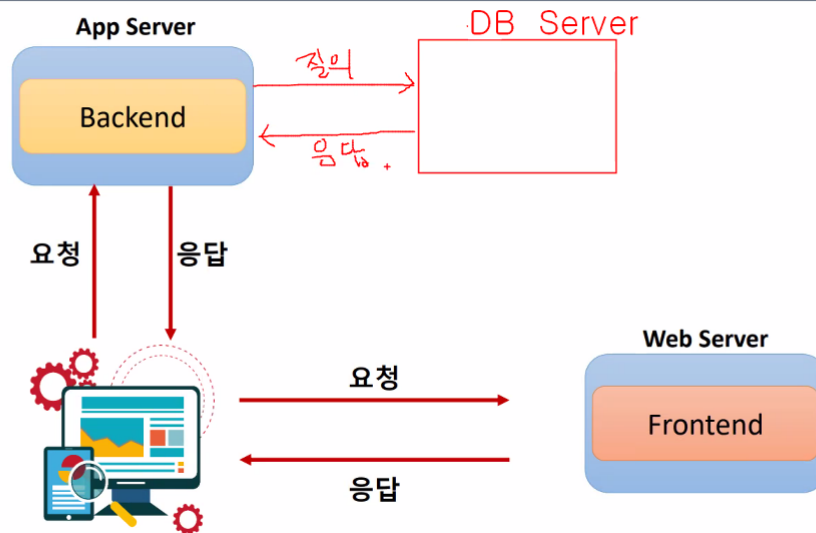 App Server
DB Server
Backend
질의
응답
요청
응답
Web Server
Frontend
요청
응답